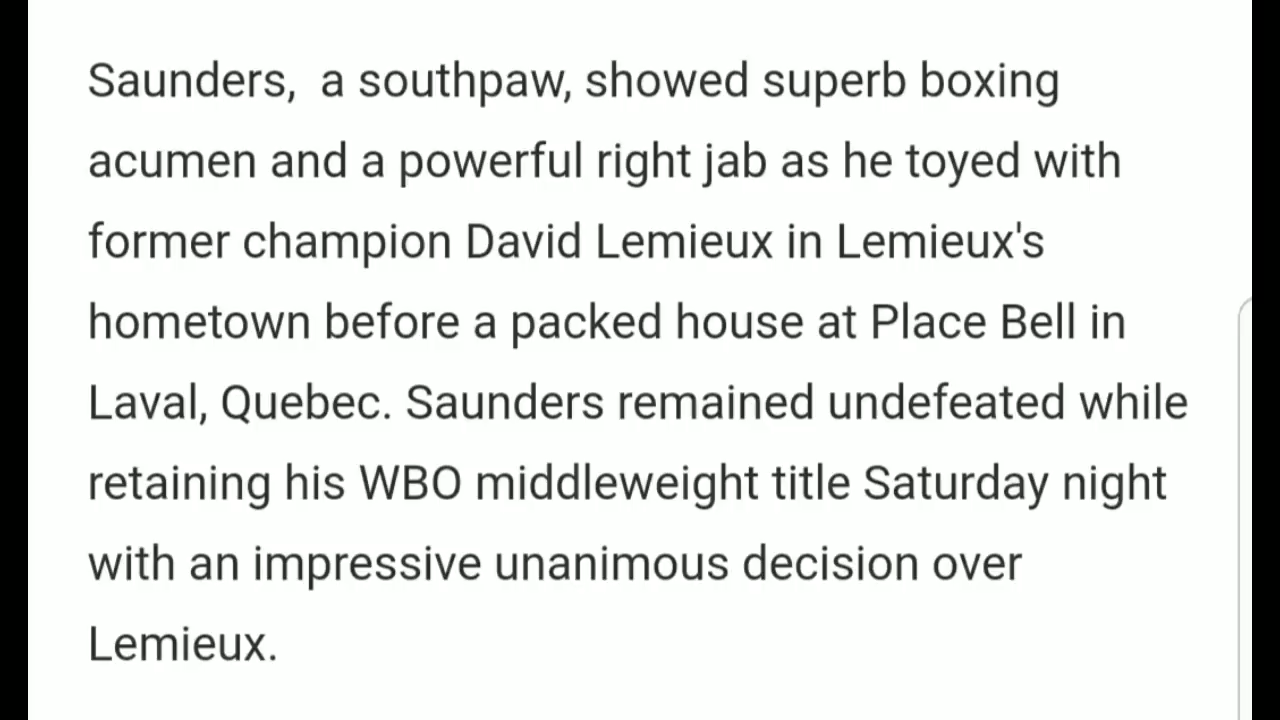 Saunders,  a southpaw, showed superb boxing
acumen and a powerful right jab as he toyed with
former champion David Lemieux in Lemieux's
hometown before a packed house at Place Bell in
Laval, Quebec. Saunders remained undefeated while
retaining his WBO middleweight title Saturday night
with an impressive unanimous decision over
Lemieux.